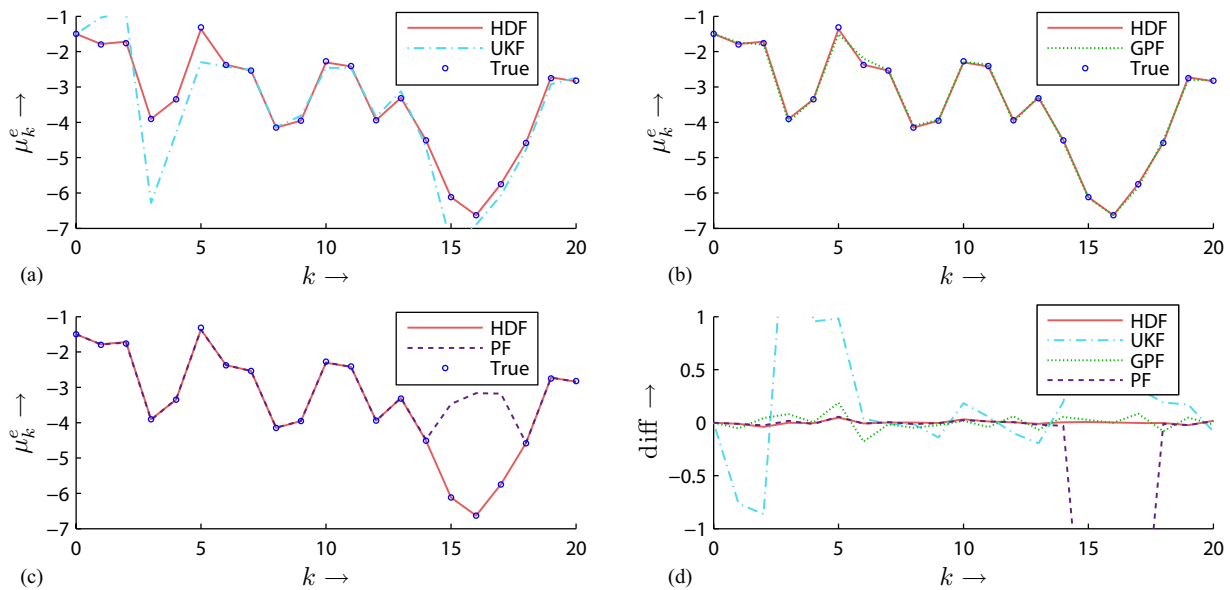 −1
−2
−3
−4
−5
−6
−7
0 5 10 15 20
μ_k^e →
k →
HDF
UKF
True
(a)
−1
−2
−3
−4
−5
−6
−7
0 5 10 15 20
μ_k^e →
k →
HDF
GPF
True
(b)
−1
−2
−3
−4
−5
−6
−7
0 5 10 15 20
μ_k^e →
k →
HDF
PF
True
(c)
1
0.5
0
−0.5
−1
0 5 10 15 20
diff →
k →
HDF
UKF
GPF
PF
(d)